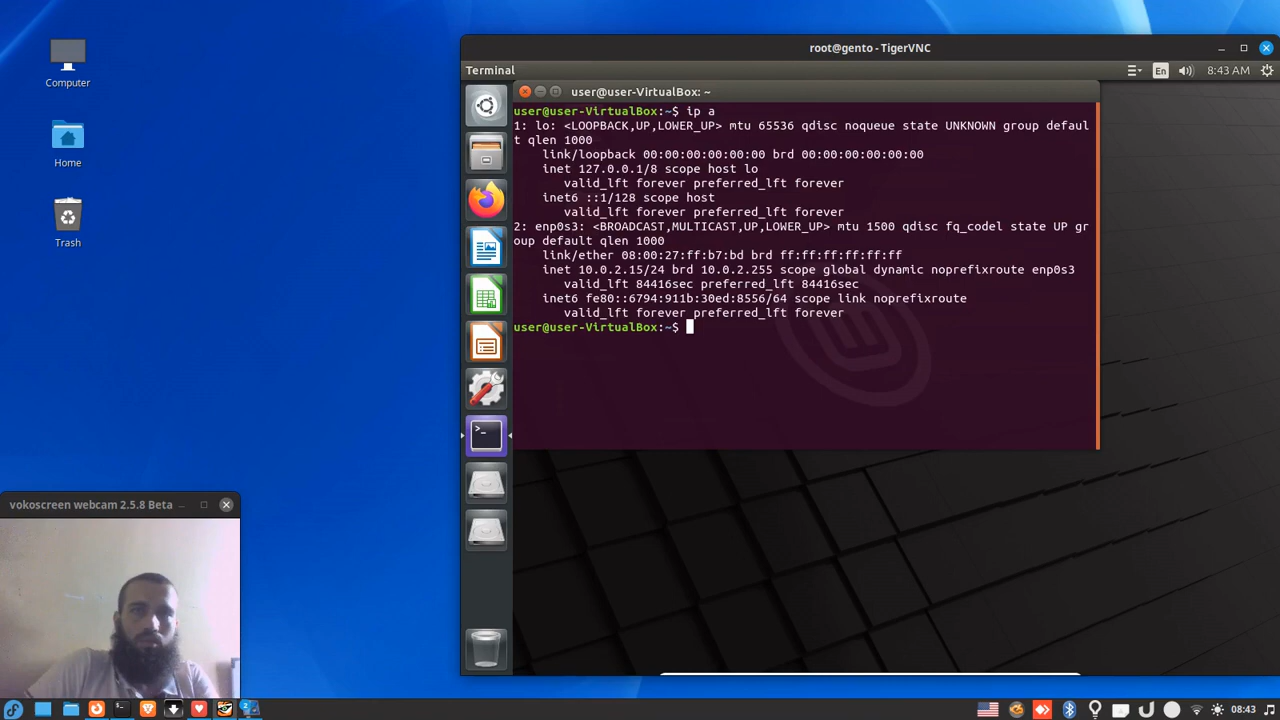 Computer
Home
Trash
root@gento - TigerVNC
Terminal
En
8:43 AM
user@user-VirtualBox: ~
user@user-VirtualBox:~$ ip a
1: lo: <LOOPBACK,UP,LOWER_UP> mtu 65536 qdisc noqueue state UNKNOWN group defaul
t qlen 1000
link/loopback 00:00:00:00:00:00 brd 00:00:00:00:00:00
inet 127.0.0.1/8 scope host lo
valid_lft forever preferred_lft forever
inet6 ::1/128 scope host
valid_lft forever preferred_lft forever
2: enp0s3: <BROADCAST,MULTICAST,UP,LOWER_UP> mtu 1500 qdisc fq_codel state UP gr
oup default qlen 1000
link/ether 08:00:27:ff:b7:bd brd ff:ff:ff:ff:ff:ff
inet 10.0.2.15/24 brd 10.0.2.255 scope global dynamic noprefixroute enp0s3
valid_lft 84416sec preferred_lft 84416sec
inet6 fe80::6794:911b:30ed:8556/64 scope link noprefixroute
valid_lft forever preferred_lft forever
user@user-VirtualBox:~$
vokoscreen webcam 2.5.8 Beta
2
08:43